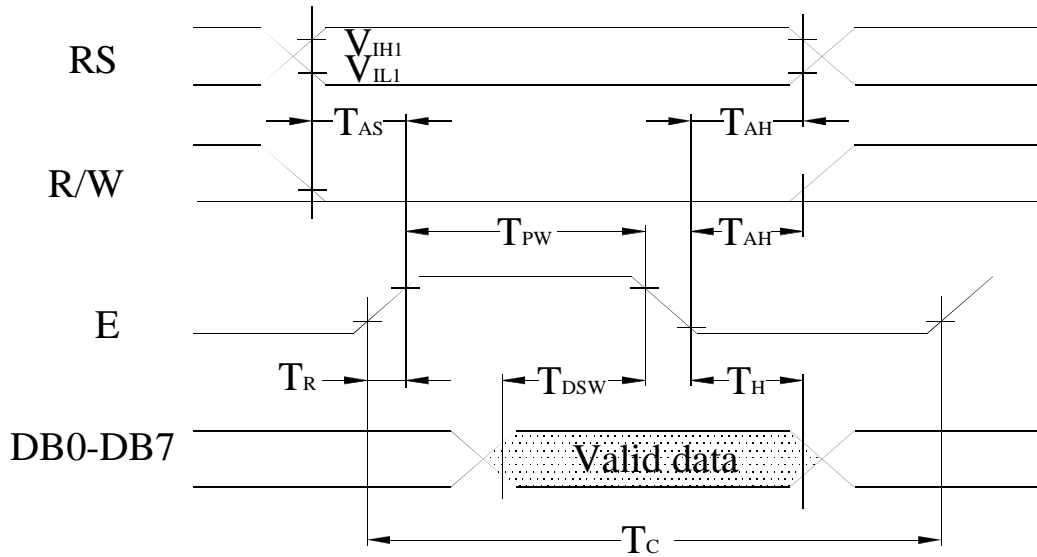 RS
VIH1
VIL1
TAS
TAH
R/W
TPW
TAH
E
TR
TDSW
TH
DB0-DB7
Valid data
TC